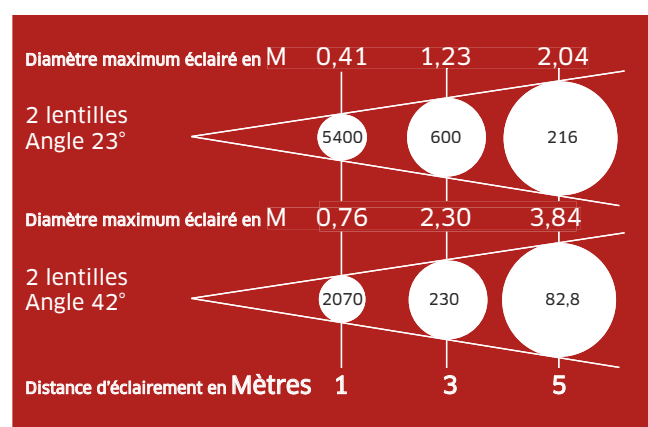 Diamètre maximum éclairé en M 0,41 1,23 2,04
2 lentilles
Angle 23°
5400 600 216
Diamètre maximum éclairé en M 0,76 2,30 3,84
2 lentilles
Angle 42°
2070 230 82,8
Distance d'éclairement en Mètres 1 3 5